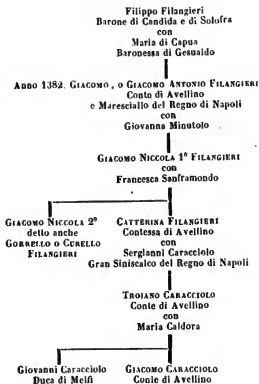 Filippo Filangieri
Barone di Candida e di Solofra
con
Maria di Capua
Baronessa di Gesualdo
Anno 1382. GIACOMO, o GIACOMO ANTONIO FILANGIERI
Conte di Avellino
e Maresciallo del Regno di Napoli
con
Giovanna Minutolo
GIACOMO NICCOLA 1º FILANGIERI
con
Francesca Sanframondo
GIACOMO NICCOLA 2º
detto anche
GORRELLO O CURELLO
FILANGIERI
CATTERINA FILANGIERI
Contessa di Avellino
con
Sergianni Caracciolo
Gran Siniscalco del Regno di Napoli
TROIANO CARACCIOLO
Conte di Avellino
con
Maria Caldora
Giovanni Caracciolo
Duca di Melfi
GIACOMO CARACCIOLO
Conte di Avellino